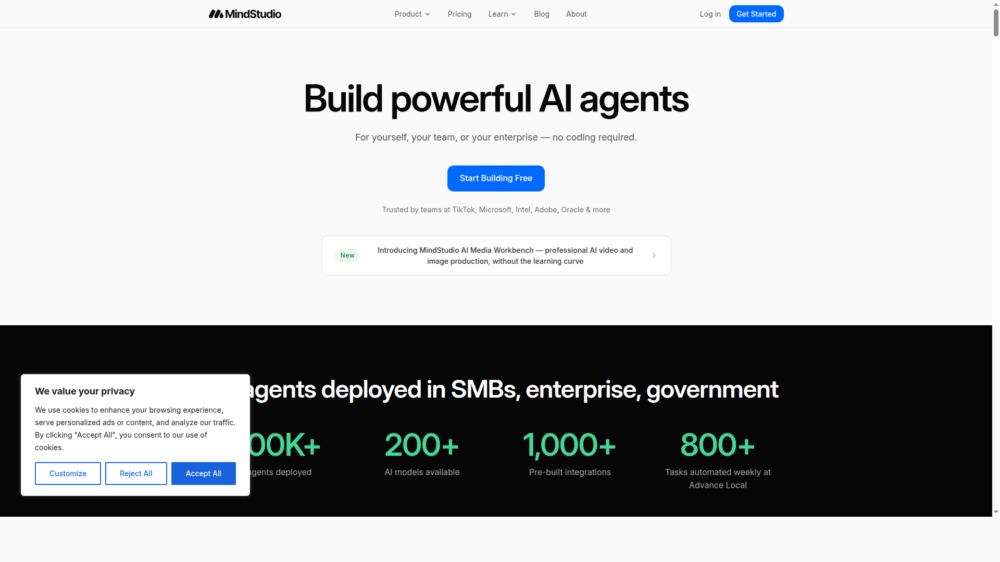 MindStudio
Product
Pricing
Learn
Blog
About
Log in
Get Started
Build powerful AI agents
For yourself, your team, or your enterprise — no coding required.
Start Building Free
Trusted by teams at TikTok, Microsoft, Intel, Adobe, Oracle & more
New
Introducing MindStudio AI Media Workbench — professional AI video and
image production, without the learning curve
agents deployed in SMBs, enterprise, government
00K+
agents deployed
200+
AI models available
1,000+
Pre-built integrations
800+
Tasks automated weekly at
Advance Local
We value your privacy
We use cookies to enhance your browsing experience,
serve personalized ads or content, and analyze our traffic.
By clicking "Accept All", you consent to our use of
cookies.
Customize
Reject All
Accept All